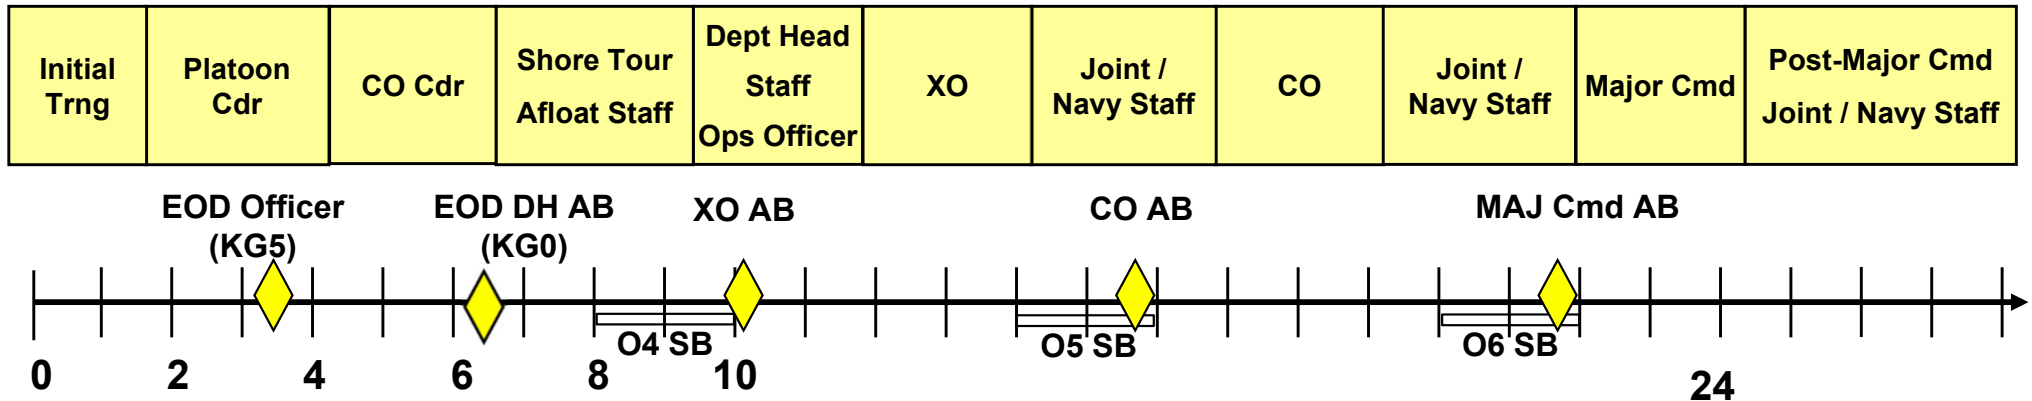 Initial
Trng
Platoon
Cdr
CO Cdr
Shore Tour
Afloat Staff
Dept Head
Staff
Ops Officer
XO
Joint /
Navy Staff
CO
Joint /
Navy Staff
Major Cmd
Post-Major Cmd
Joint / Navy Staff
EOD Officer
(KG5)
EOD DH AB
(KG0)
XO AB
CO AB
MAJ Cmd AB
O4 SB
O5 SB
O6 SB
0 2 4 6 8 10 24